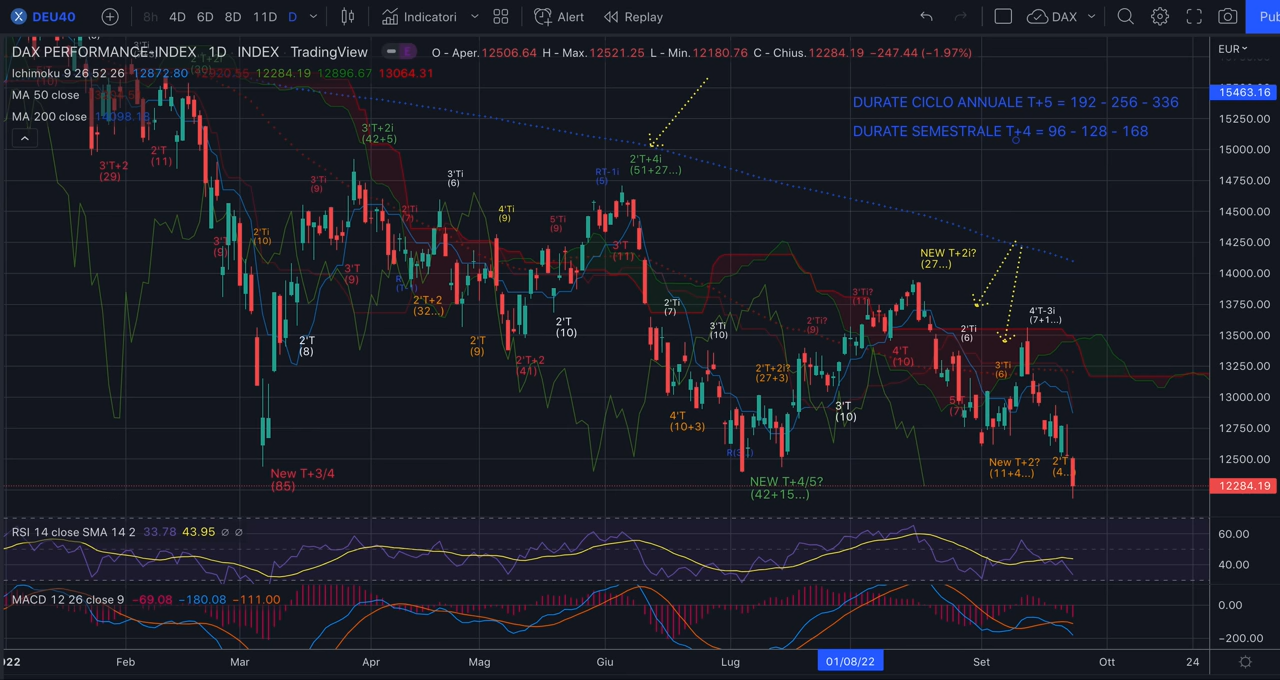 DEU40 8h 4D 6D 8D 11D D Indicatori Alert Replay DAX Pub
DAX PERFORMANCE-INDEX 1D INDEX TradingView O - Aper. 12506.64 H - Max. 12521.25 L - Min. 12180.76 C - Chius. 12284.19 −247.44 (−1.97%)
EUR
Ichimoku 9 26 52 26 12872.80 12284.19 12896.67 13064.31
MA 50 close
MA 200 close
DURATE CICLO ANNUALE T+5 = 192 - 256 - 336
DURATE SEMESTRALE T+4 = 96 - 128 - 168
15463.16
15250.00
15000.00
14750.00
14500.00
14250.00
14000.00
13750.00
13500.00
13250.00
13000.00
12750.00
12500.00
12284.19
3'T+2
(29)
2'T
(11)
3'T+2i
(42+5)
3'Ti
(9)
3'Ti
(6)
2'Ti
(10)
2'Ti
(7)
4'Ti
(9)
5'Ti
(9)
RT-1i
(5)
2'T+4i
(51+27...)
3'T
(9)
3'T
(9)
3'T
(11)
2'T+2
(32...)
2'T
(8)
2'T
(9)
2'T
(10)
2'T+2
(41)
2'Ti
(7)
3'Ti
(10)
2'Ti?
(9)
3'Ti?
(11)
2'T+2i?
(27+3)
4'T
(10+3)
3'T
(10)
4'T
(10)
NEW T+2i?
(27...)
2'Ti
(6)
3'Ti
(6)
4'T-3i
(7+1...)
New T+2?
(11+4...)
2'T
(4...
New T+3/4
(85)
NEW T+4/5?
(42+15...)
RSI 14 close SMA 14 2 33.78 43.95 ∅ ∅
60.00
40.00
MACD 12 26 close 9 −69.08 −180.08 −111.00
0.00
−200.00
022 Feb Mar Apr Mag Giu Lug 01/08/22 Set Ott 24